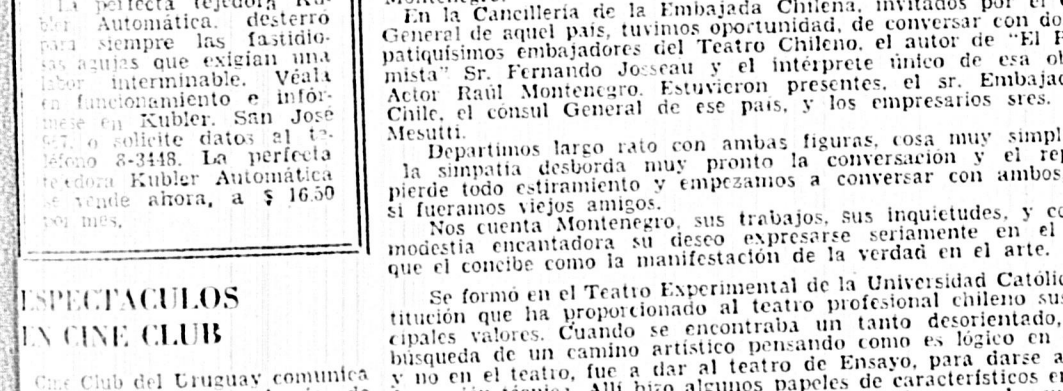 La perfecta tejedora Ku-
bler Automática, desterró
para siempre las fastidio-
sas agujas que exigían una
labor interminable. Véala
en funcionamiento e infór-
mese en Kubler. San José
o solicite datos al te-
léfono 8-3448. La perfecta
tejedora Kubler Automática
se vende ahora, a $ 16.50
por mes.
ESPECTACULOS
EN CINE CLUB
Cine Club del Uruguay comunica
En la Cancillería de la Embajada Chilena, invitados por el
General de aquel país, tuvimos oportunidad, de conversar con do
patiquísimos embajadores del Teatro Chileno, el autor de "El P
mista" Sr. Fernando Josseau y el intérprete único de esa ob
Actor Raúl Montenegro. Estuvieron presentes, el sr. Embajad
Chile, el cónsul General de ese país, y los empresarios sres.
Mesutti.
Departimos largo rato con ambas figuras, cosa muy simpl
la simpatía desborda muy pronto la conversación y el rep
pierde todo estiramiento y empezamos a conversar con ambos
si fueramos viejos amigos.
Nos cuenta Montenegro, sus trabajos, sus inquietudes, y co
modestia encantadora su deseo expresarse seriamente en el
que el concibe como la manifestación de la verdad en el arte.
Se formó en el Teatro Experimental de la Universidad Católic
titución que ha proporcionado al teatro profesional chileno sus
cipales valores. Cuando se encontraba un tanto desorientado,
búsqueda de un camino artístico pensando como es lógico en
y no en el teatro, fue a dar al teatro de Ensayo, para darse a
Allí hizo algunos papeles de característicos e